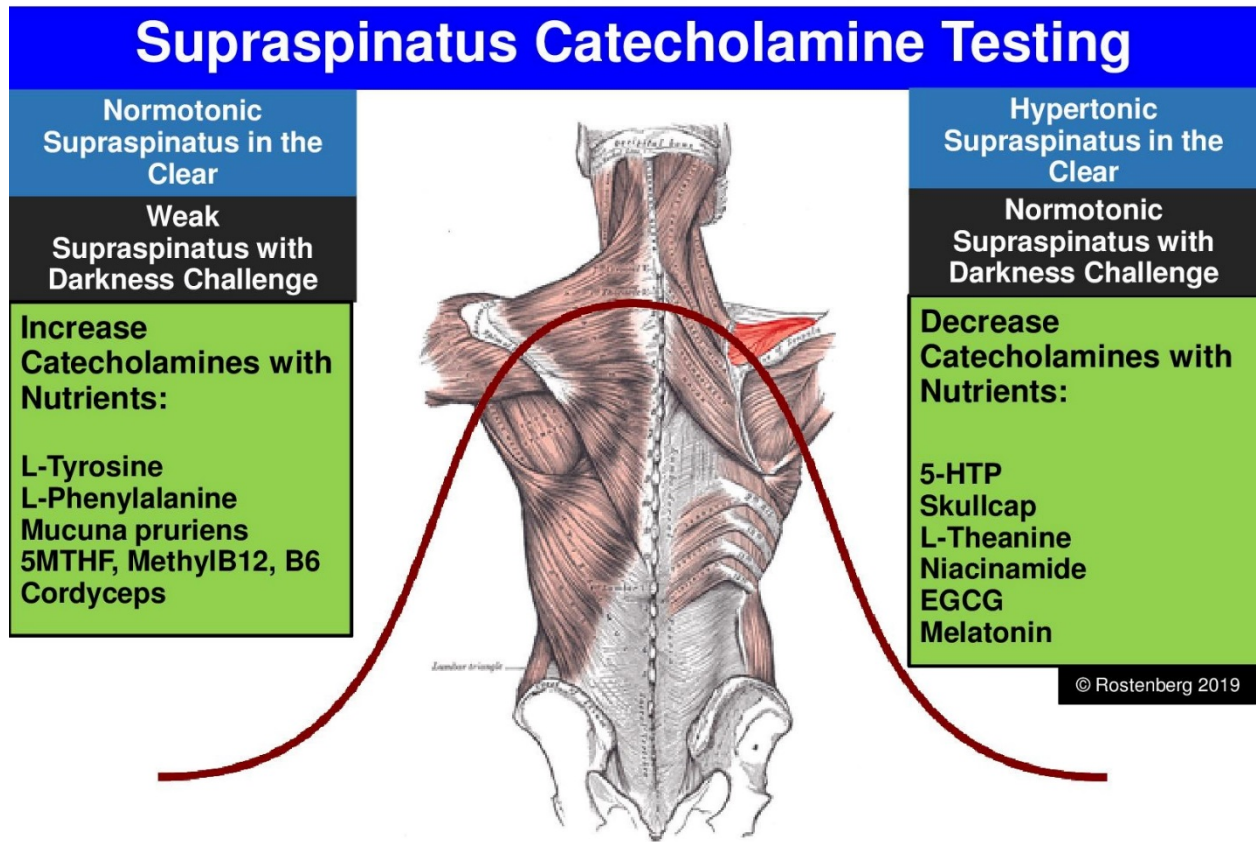 Supraspinatus Catecholamine Testing
Normotonic
Supraspinatus in the
Clear
Weak
Supraspinatus with
Darkness Challenge
Increase
Catecholamines with
Nutrients:
L-Tyrosine
L-Phenylalanine
Mucuna pruriens
5MTHF, MethylB12, B6
Cordyceps
Occipital bone
Lumbar triangle
Hypertonic
Supraspinatus in the
Clear
Normotonic
Supraspinatus with
Darkness Challenge
Decrease
Catecholamines with
Nutrients:
5-HTP
Skullcap
L-Theanine
Niacinamide
EGCG
Melatonin
© Rostenberg 2019